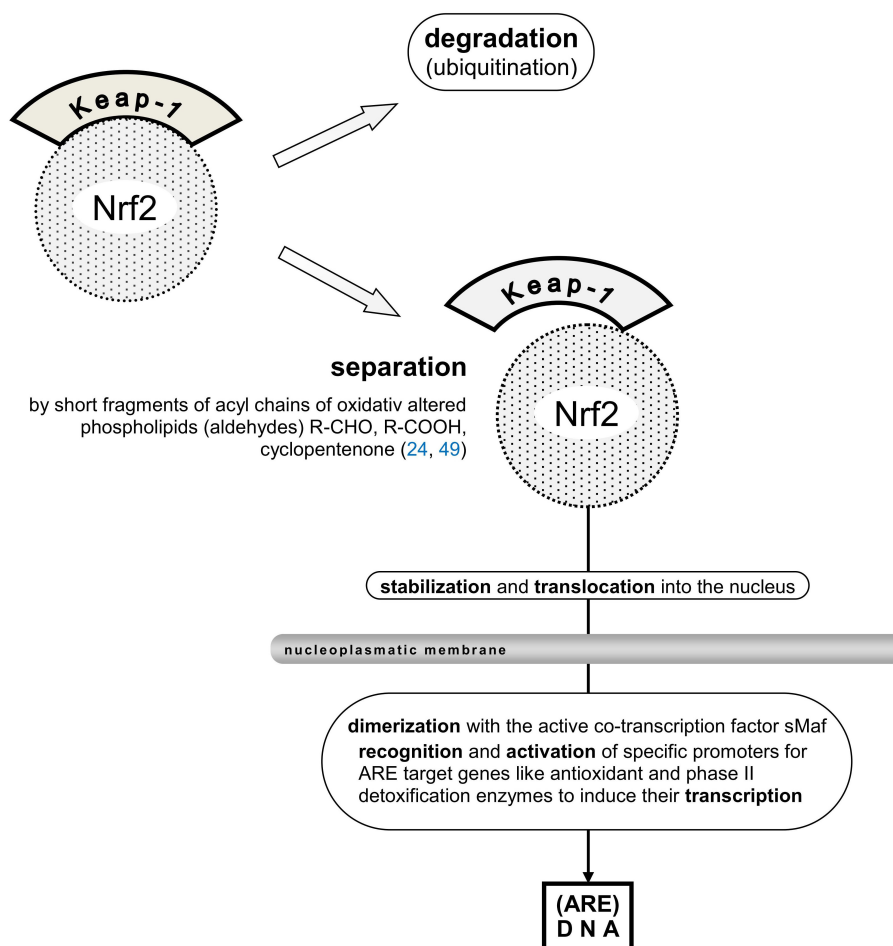 degradation
(ubiquitination)
Keap-1
Nrf2
Keap-1
separation
by short fragments of acyl chains of oxidativ altered
phospholipids (aldehydes) R-CHO, R-COOH,
cyclopentenone (24, 49)
Nrf2
stabilization and translocation into the nucleus
nucleoplasmatic membrane
dimerization with the active co-transcription factor sMaf
recognition and activation of specific promoters for
ARE target genes like antioxidant and phase II
detoxification enzymes to induce their transcription
(ARE)
D N A